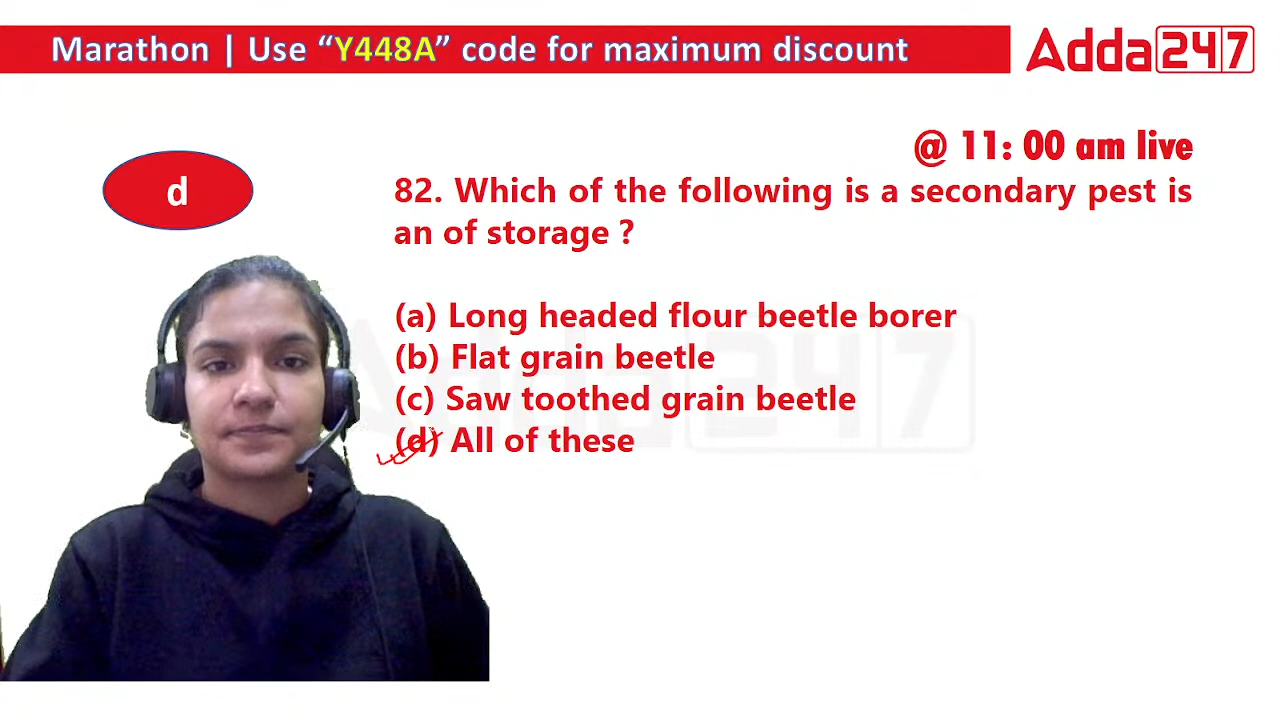 Marathon | Use “Y448A” code for maximum discount
Adda247
@ 11: 00 am live
d
82. Which of the following is a secondary pest is
an of storage ?
(a) Long headed flour beetle borer
(b) Flat grain beetle
(c) Saw toothed grain beetle
(d) All of these